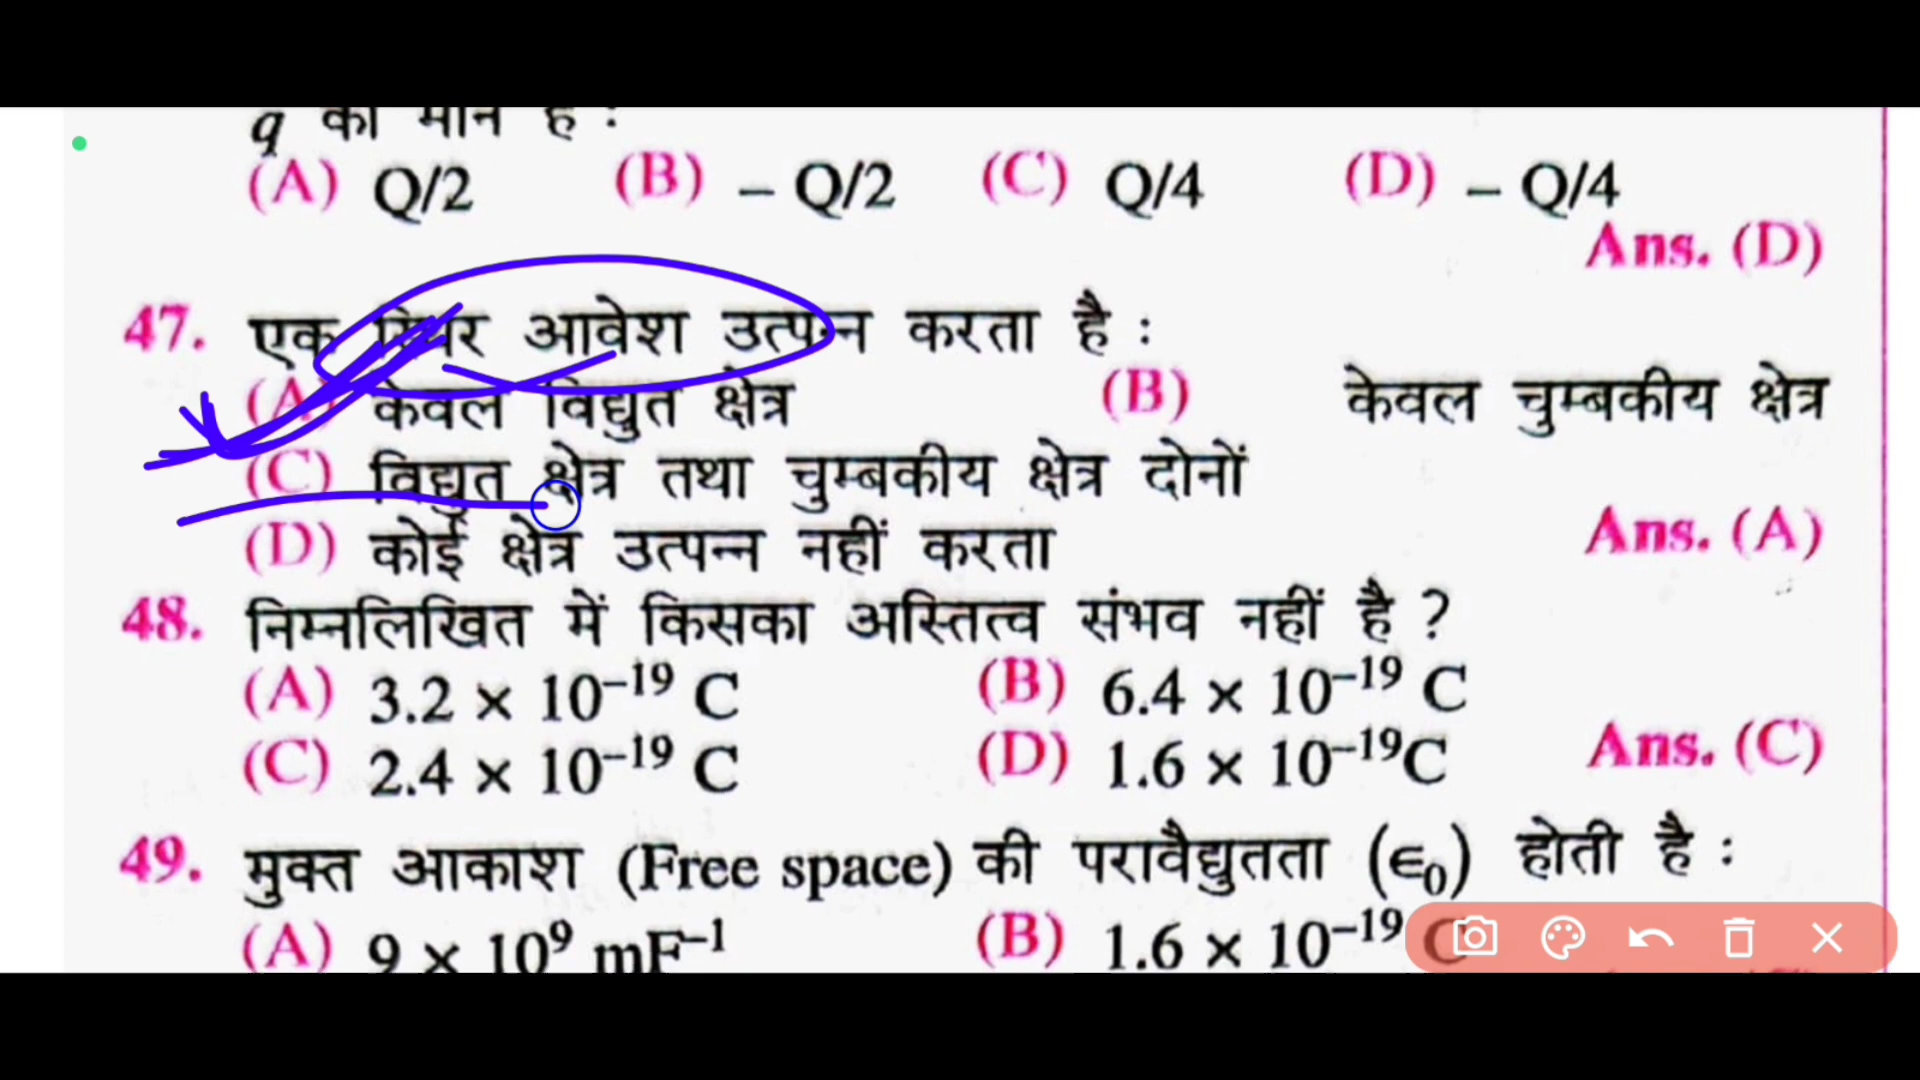 q का मान है :
(A) Q/2 (B) – Q/2 (C) Q/4 (D) – Q/4
Ans. (D)
47. एक स्थिर आवेश उत्पन्न करता है :
(A) केवल विद्युत क्षेत्र (B) केवल चुम्बकीय क्षेत्र
(C) विद्युत क्षेत्र तथा चुम्बकीय क्षेत्र दोनों
(D) कोई क्षेत्र उत्पन्न नहीं करता Ans. (A)
48. निम्नलिखित में किसका अस्तित्व संभव नहीं है ?
(A) 3.2 × 10⁻¹⁹ C (B) 6.4 × 10⁻¹⁹ C
(C) 2.4 × 10⁻¹⁹ C (D) 1.6 × 10⁻¹⁹C Ans. (C)
49. मुक्त आकाश (Free space) की परावैद्युतता (∈₀) होती है :
(A) 9 × 10⁹ mF⁻¹ (B) 1.6 × 10⁻¹⁹ C